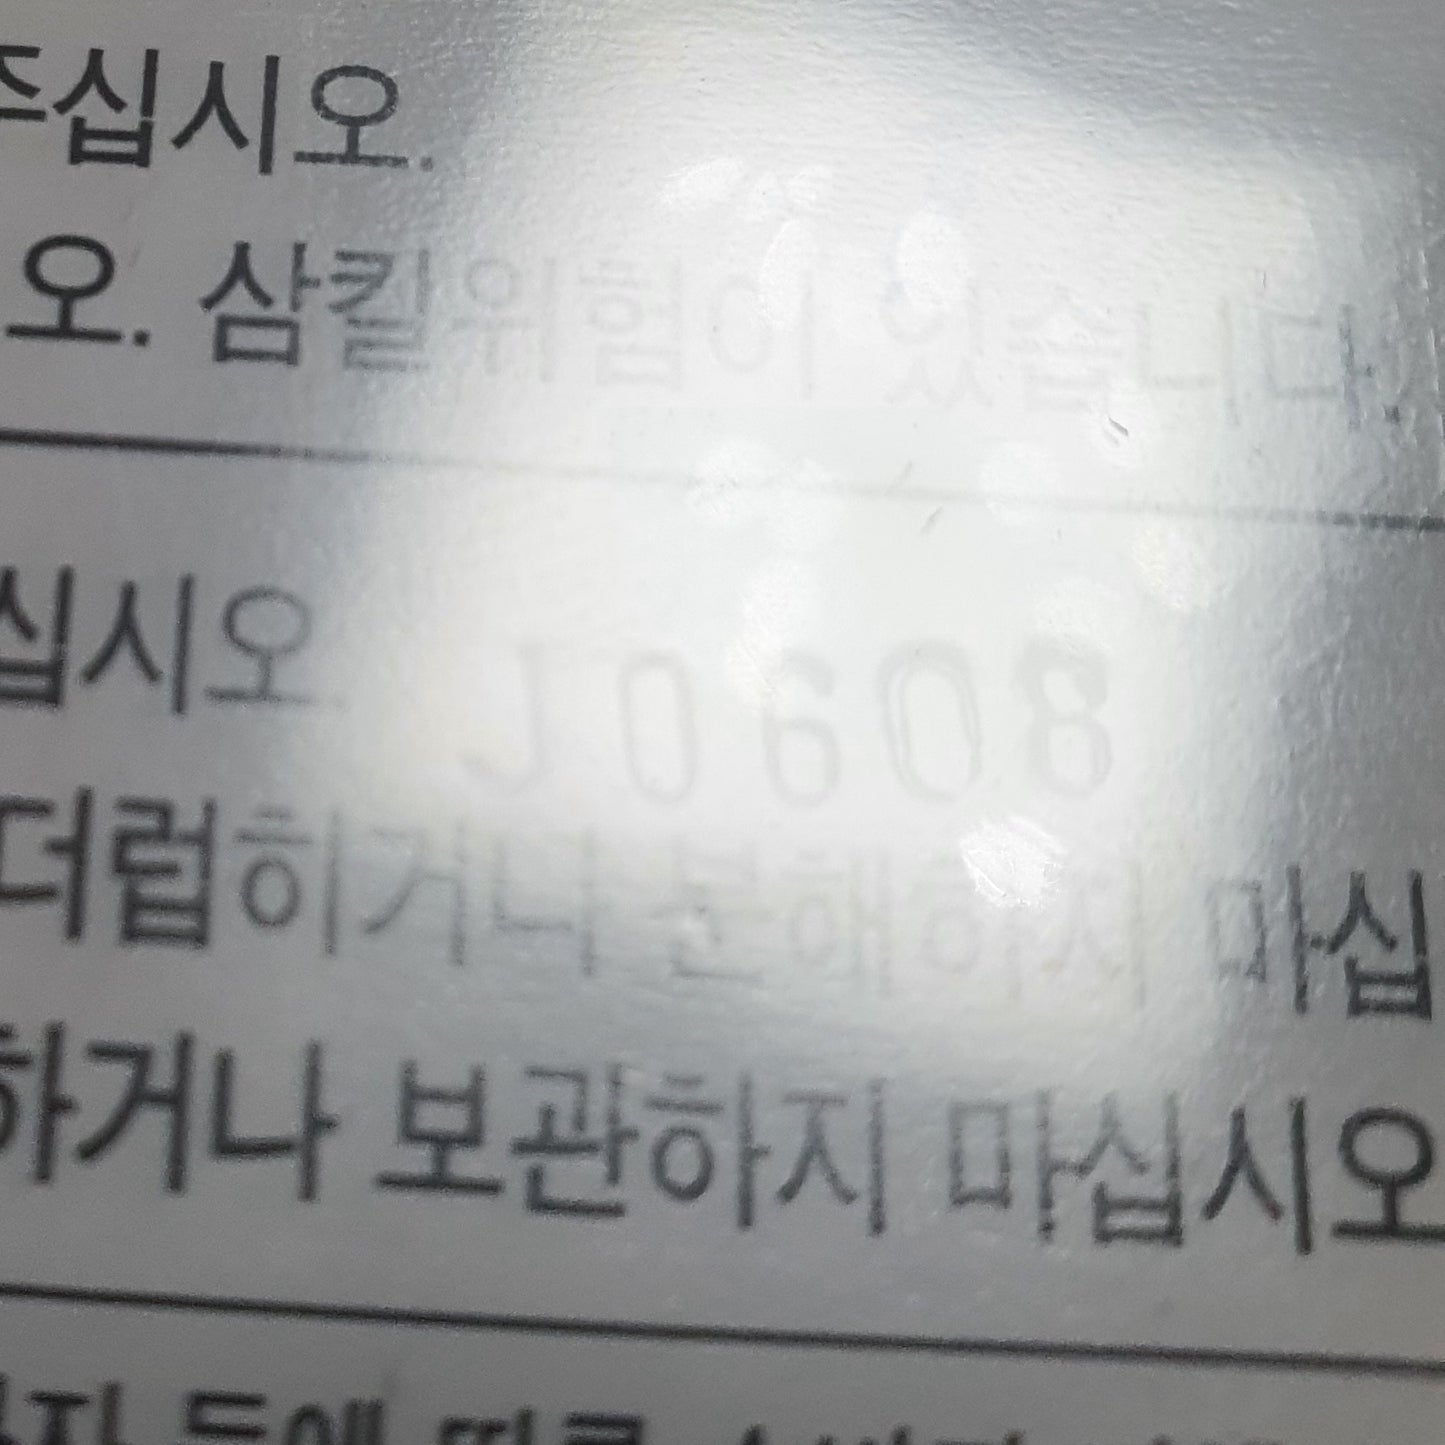 주십시오.
오. 삼킬위험이 있습니다.
십시오
J0608
더럽히거나 분해하지 마십
하거나 보관하지 마십시오